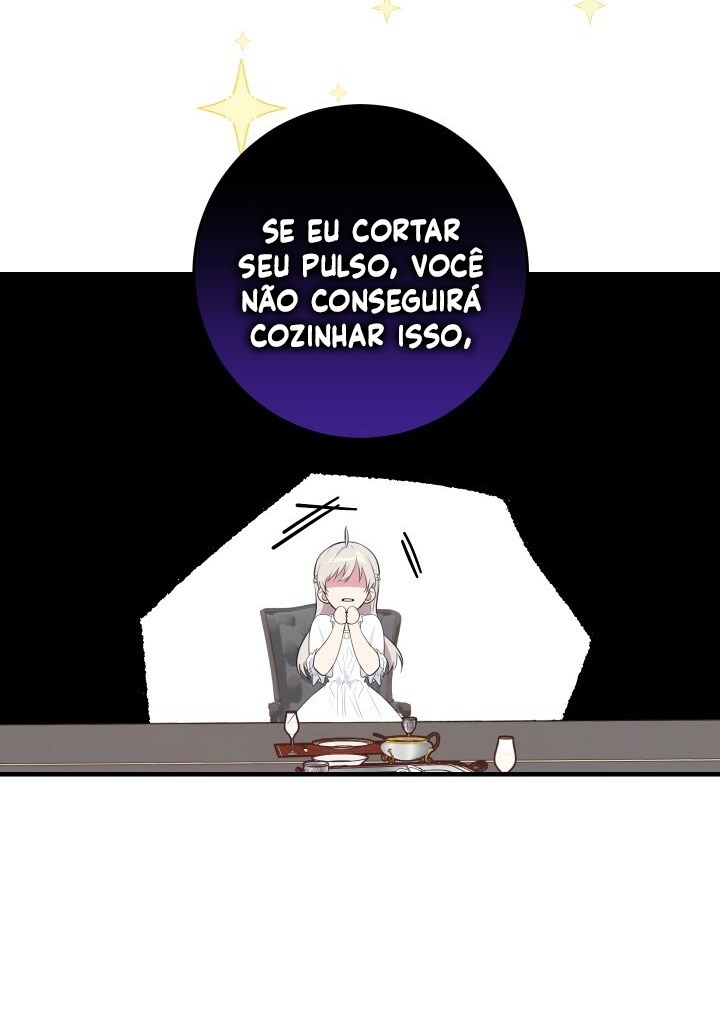 SE EU CORTAR
SEU PULSO, VOCÊ
NÃO CONSEGUIRÁ
COZINHAR ISSO,